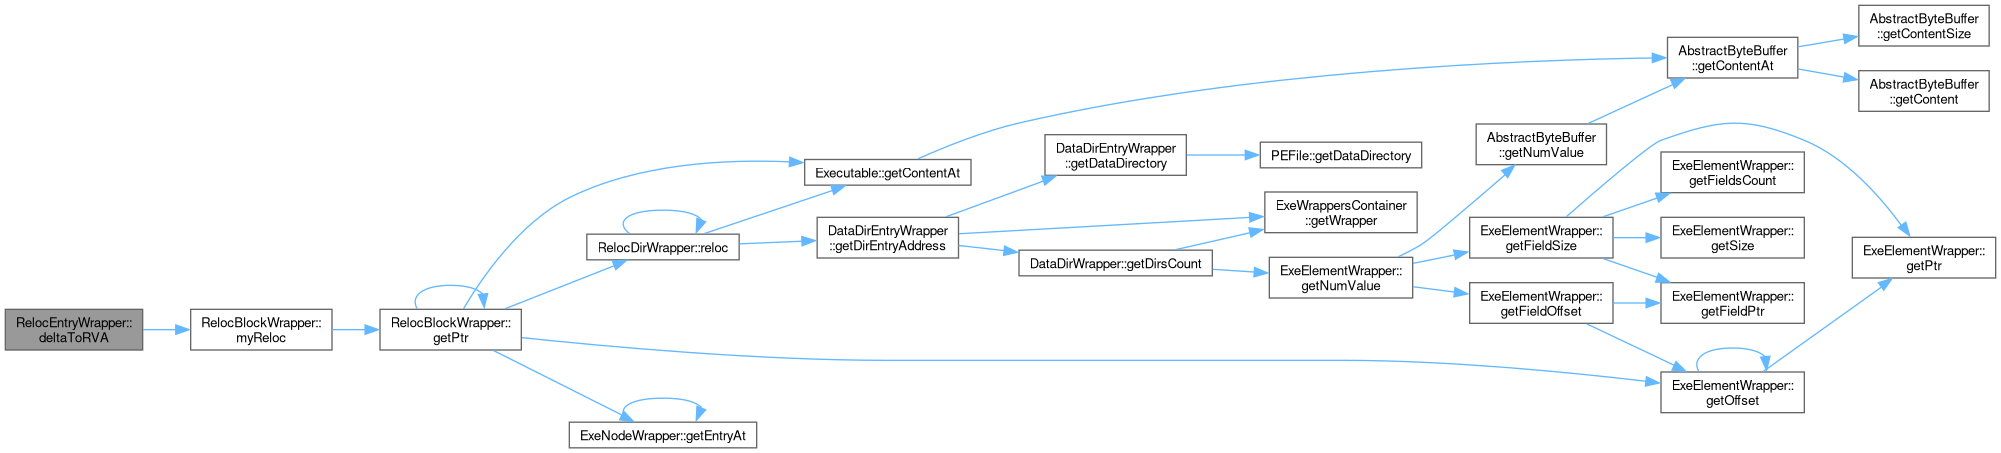 RelocEntryWrapper::
deltaToRVA
RelocBlockWrapper::
myReloc
RelocBlockWrapper::
getPtr
RelocDirWrapper::reloc
ExeNodeWrapper::getEntryAt
Executable::getContentAt
DataDirEntryWrapper
::getDirEntryAddress
DataDirEntryWrapper
::getDataDirectory
DataDirWrapper::getDirsCount
PEFile::getDataDirectory
ExeWrappersContainer
::getWrapper
ExeElementWrapper::
getNumValue
AbstractByteBuffer
::getNumValue
ExeElementWrapper::
getFieldSize
ExeElementWrapper::
getFieldOffset
AbstractByteBuffer
::getContentAt
ExeElementWrapper::
getFieldsCount
ExeElementWrapper::
getSize
ExeElementWrapper::
getFieldPtr
ExeElementWrapper::
getOffset
AbstractByteBuffer
::getContentSize
AbstractByteBuffer
::getContent
ExeElementWrapper::
getPtr